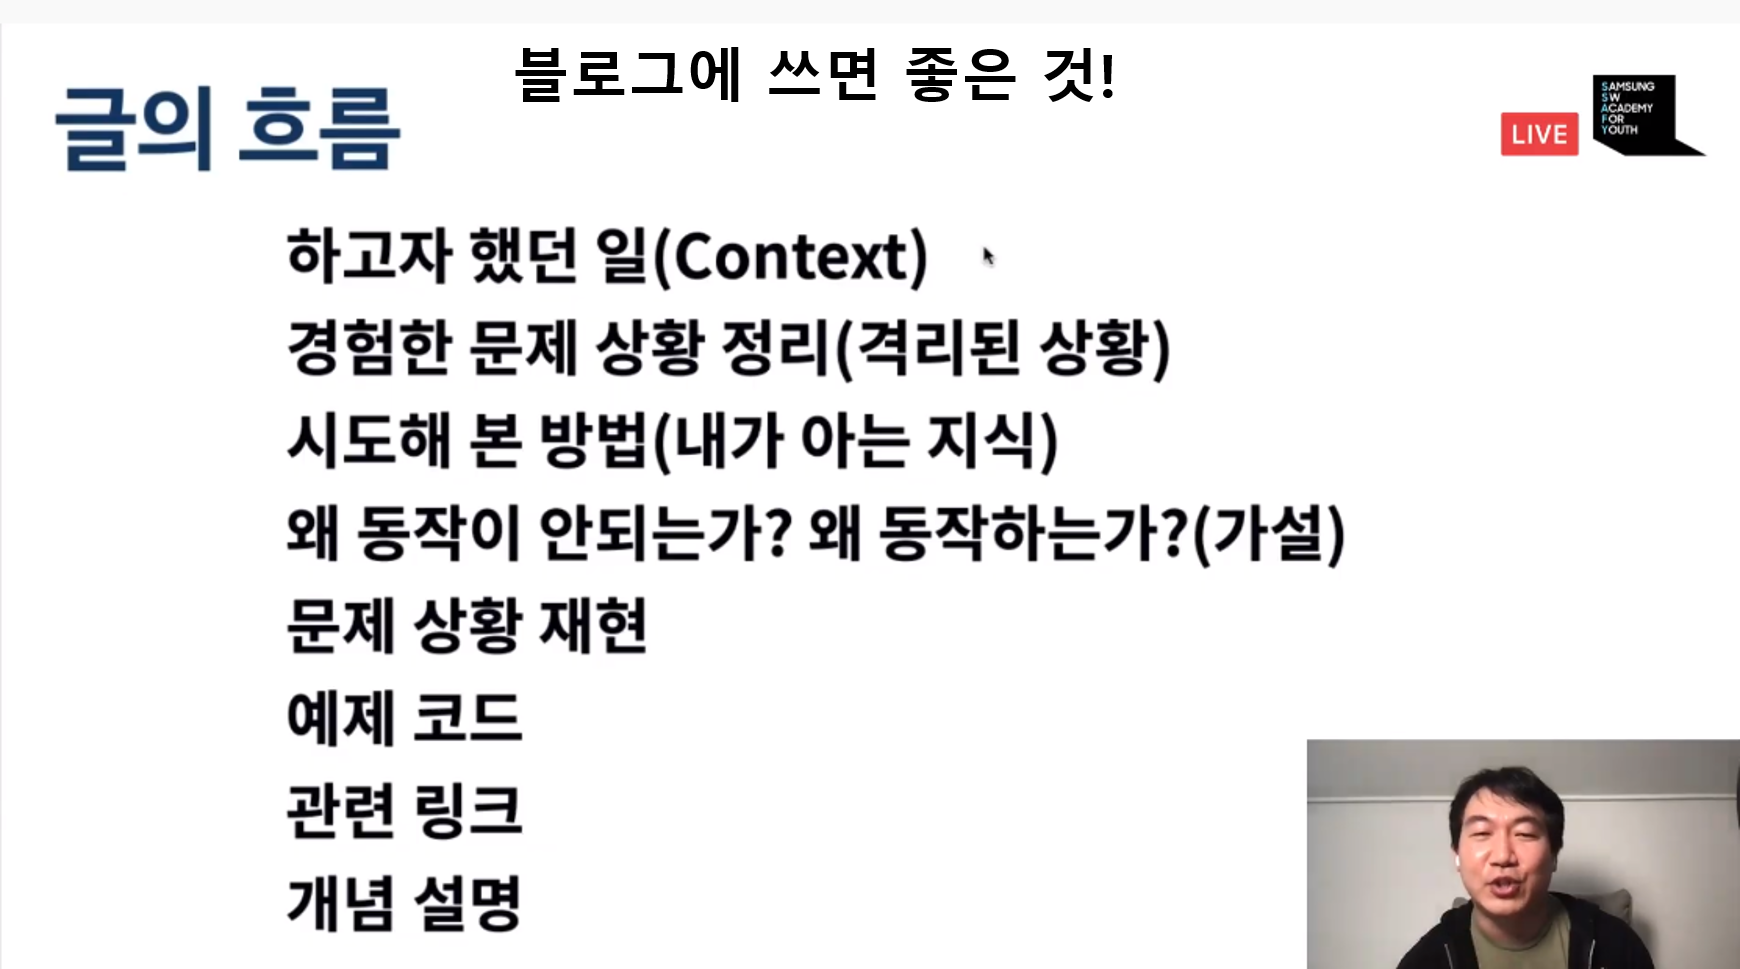 블로그에 쓰면 좋은 것!
글의 흐름
LIVE
SAMSUNG
SW
ACADEMY
FOR
YOUTH
하고자 했던 일(Context)
경험한 문제 상황 정리(격리된 상황)
시도해 본 방법(내가 아는 지식)
왜 동작이 안되는가? 왜 동작하는가?(가설)
문제 상황 재현
예제 코드
관련 링크
개념 설명